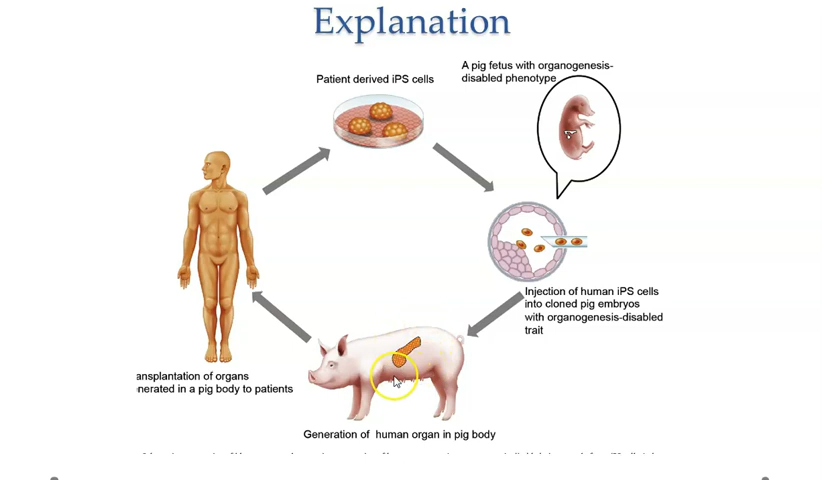 Explanation
Patient derived iPS cells
A pig fetus with organogenesis-
disabled phenotype
Injection of human iPS cells
into cloned pig embryos
with organogenesis-disabled
trait
ansplantation of organs
nerated in a pig body to patients
Generation of human organ in pig body